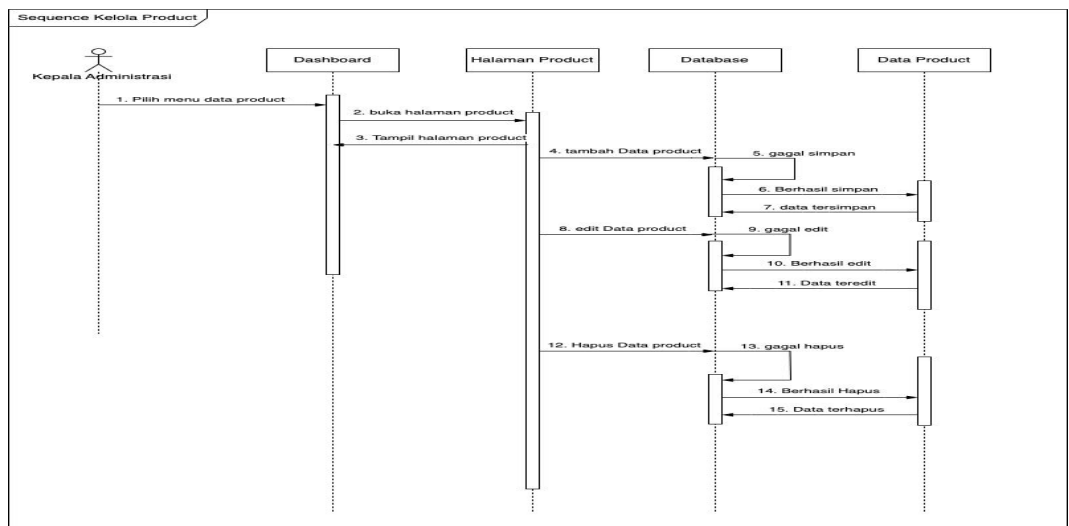 Sequence Kelola Product
Kepala Administrasi
Dashboard
Halaman Product
Database
Data Product
1. Pilih menu data product
2. buka halaman product
3. Tampil halaman product
4. tambah Data product
5. gagal simpan
6. Berhasil simpan
7. data tersimpan
8. edit Data product
9. gagal edit
10. Berhasil edit
11. Data teredit
12. Hapus Data product
13. gagal hapus
14. Berhasil Hapus
15. Data terhapus